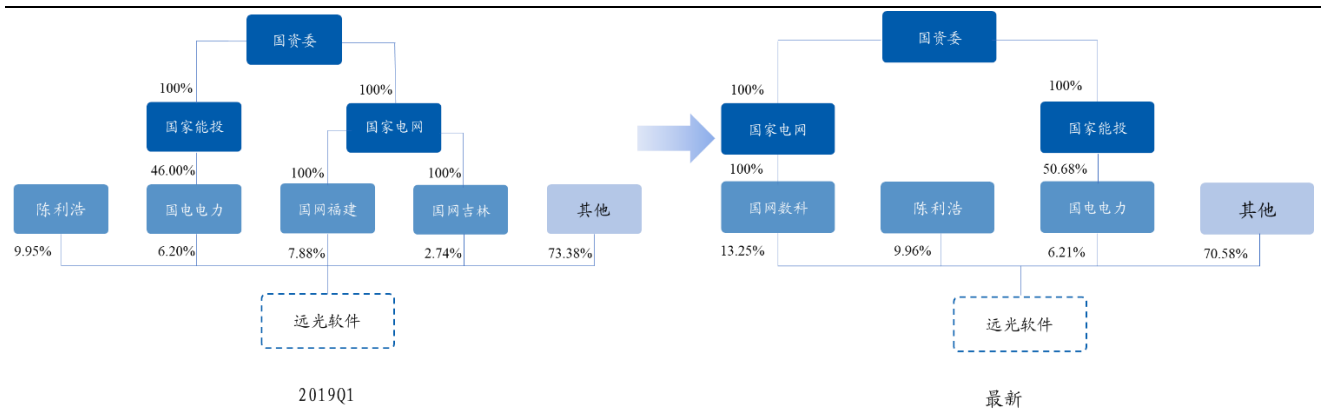 国资委
100%
100%
国家能投
国家电网
46.00%
100%
100%
陈利浩
国电电力
国网福建
国网吉林
其他
9.95%
6.20%
7.88%
2.74%
73.38%
远光软件
2019Q1
国资委
100%
100%
国家电网
国家能投
100%
50.68%
国网数科
陈利浩
国电电力
其他
13.25%
9.96%
6.21%
70.58%
远光软件
最新